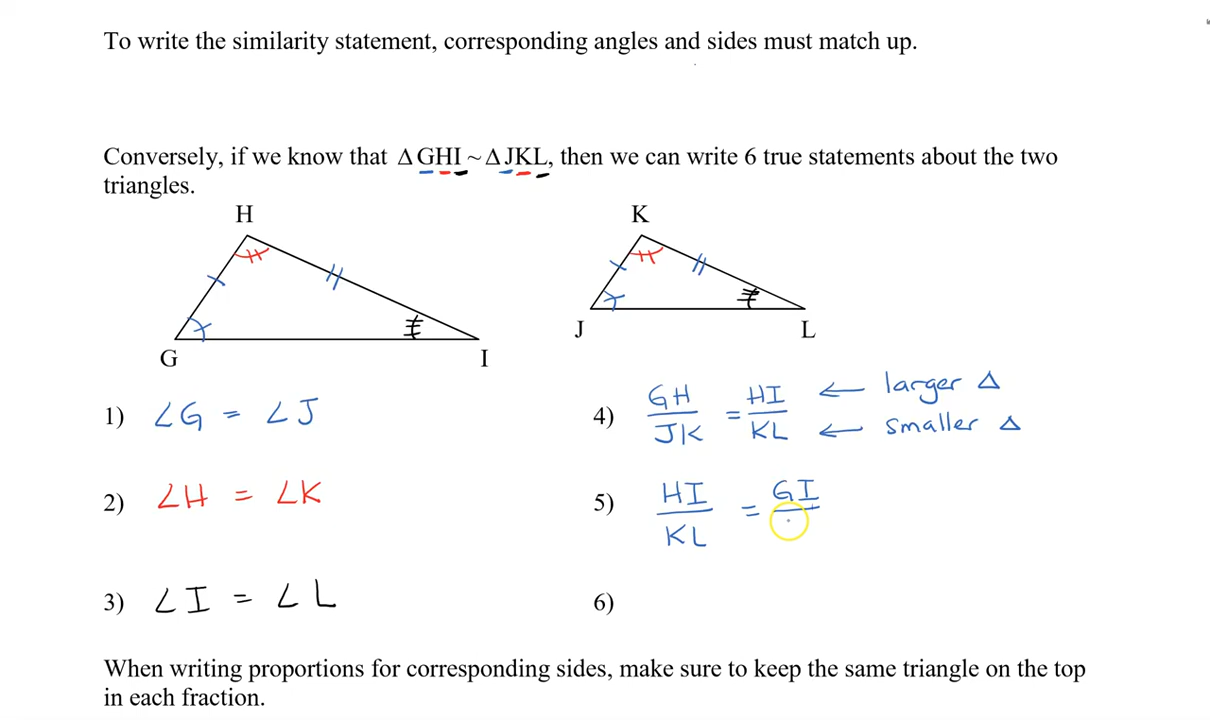 To write the similarity statement, corresponding angles and sides must match up.
Conversely, if we know that Δ GHI ~ Δ JKL, then we can write 6 true statements about the two
triangles.
H
K
G
I
J
L
1) ∠G = ∠J
4) GH/JK = HI/KL ← larger Δ
← smaller Δ
2) ∠H = ∠K
5) HI/KL = GI
3) ∠I = ∠L
6)
When writing proportions for corresponding sides, make sure to keep the same triangle on the top
in each fraction.